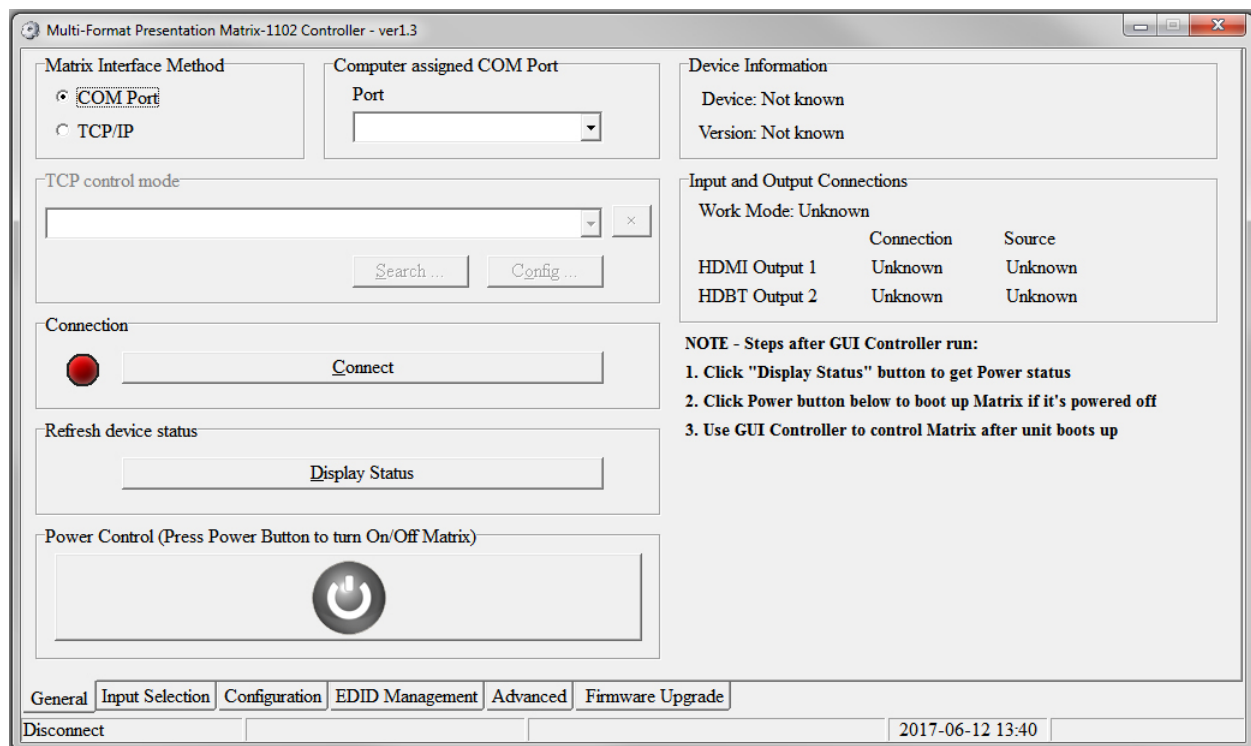 Multi-Format Presentation Matrix-1102 Controller - ver1.3
Matrix Interface Method
COM Port
TCP/IP
Computer assigned COM Port
Port
TCP control mode
Search ...
Config ...
Connection
Connect
Refresh device status
Display Status
Power Control (Press Power Button to turn On/Off Matrix)
Device Information
Device: Not known
Version: Not known
Input and Output Connections
Work Mode: Unknown
Connection Source
HDMI Output 1 Unknown Unknown
HDBT Output 2 Unknown Unknown
NOTE - Steps after GUI Controller run:
1. Click "Display Status" button to get Power status
2. Click Power button below to boot up Matrix if it's powered off
3. Use GUI Controller to control Matrix after unit boots up
General Input Selection Configuration EDID Management Advanced Firmware Upgrade
Disconnect 2017-06-12 13:40